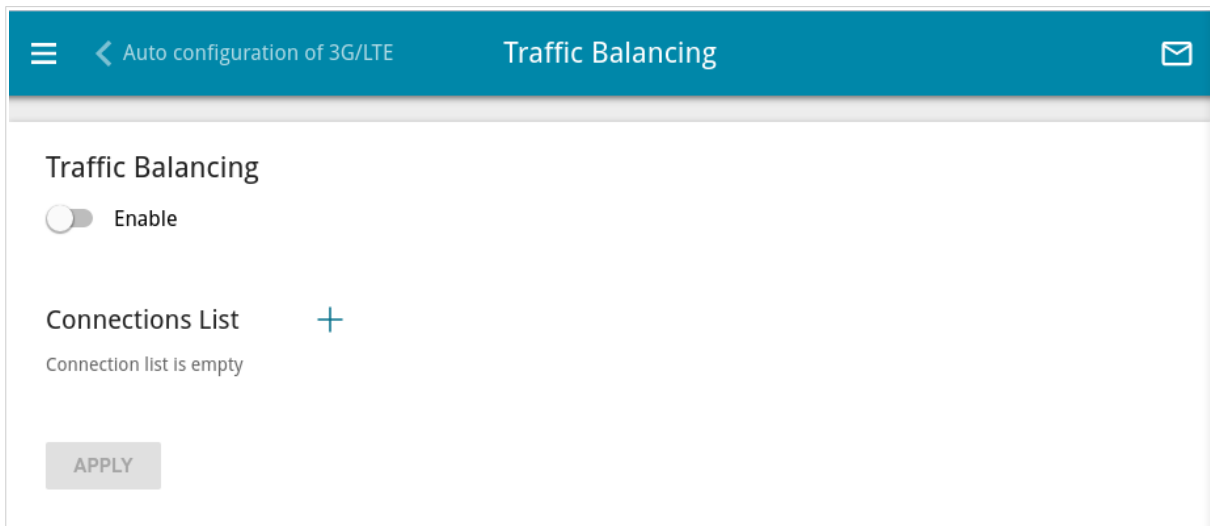 Auto configuration of 3G/LTE Traffic Balancing
Traffic Balancing
Enable
Connections List
Connection list is empty
APPLY